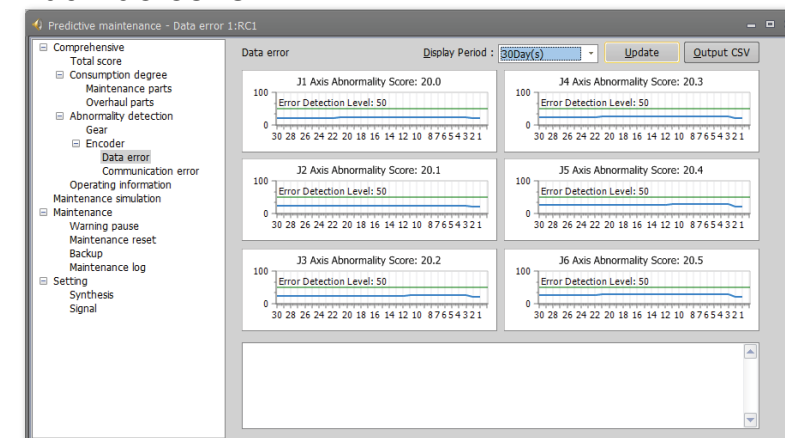 Predictive maintenance - Data error 1:RC1
Comprehensive
Total score
Consumption degree
Maintenance parts
Overhaul parts
Abnormality detection
Gear
Encoder
Data error
Communication error
Operating information
Maintenance simulation
Maintenance
Warning pause
Maintenance reset
Backup
Maintenance log
Setting
Synthesis
Signal
Data error Display Period : 30Day(s) Update Output CSV
J1 Axis Abnormality Score: 20.0
100
Error Detection Level: 50
0
30 28 26 24 22 20 18 16 14 12 10 8 7 6 5 4 3 2 1
J4 Axis Abnormality Score: 20.3
100
Error Detection Level: 50
0
30 28 26 24 22 20 18 16 14 12 10 8 7 6 5 4 3 2 1
J2 Axis Abnormality Score: 20.1
100
Error Detection Level: 50
0
30 28 26 24 22 20 18 16 14 12 10 8 7 6 5 4 3 2 1
J5 Axis Abnormality Score: 20.4
100
Error Detection Level: 50
0
30 28 26 24 22 20 18 16 14 12 10 8 7 6 5 4 3 2 1
J3 Axis Abnormality Score: 20.2
100
Error Detection Level: 50
0
30 28 26 24 22 20 18 16 14 12 10 8 7 6 5 4 3 2 1
J6 Axis Abnormality Score: 20.5
100
Error Detection Level: 50
0
30 28 26 24 22 20 18 16 14 12 10 8 7 6 5 4 3 2 1